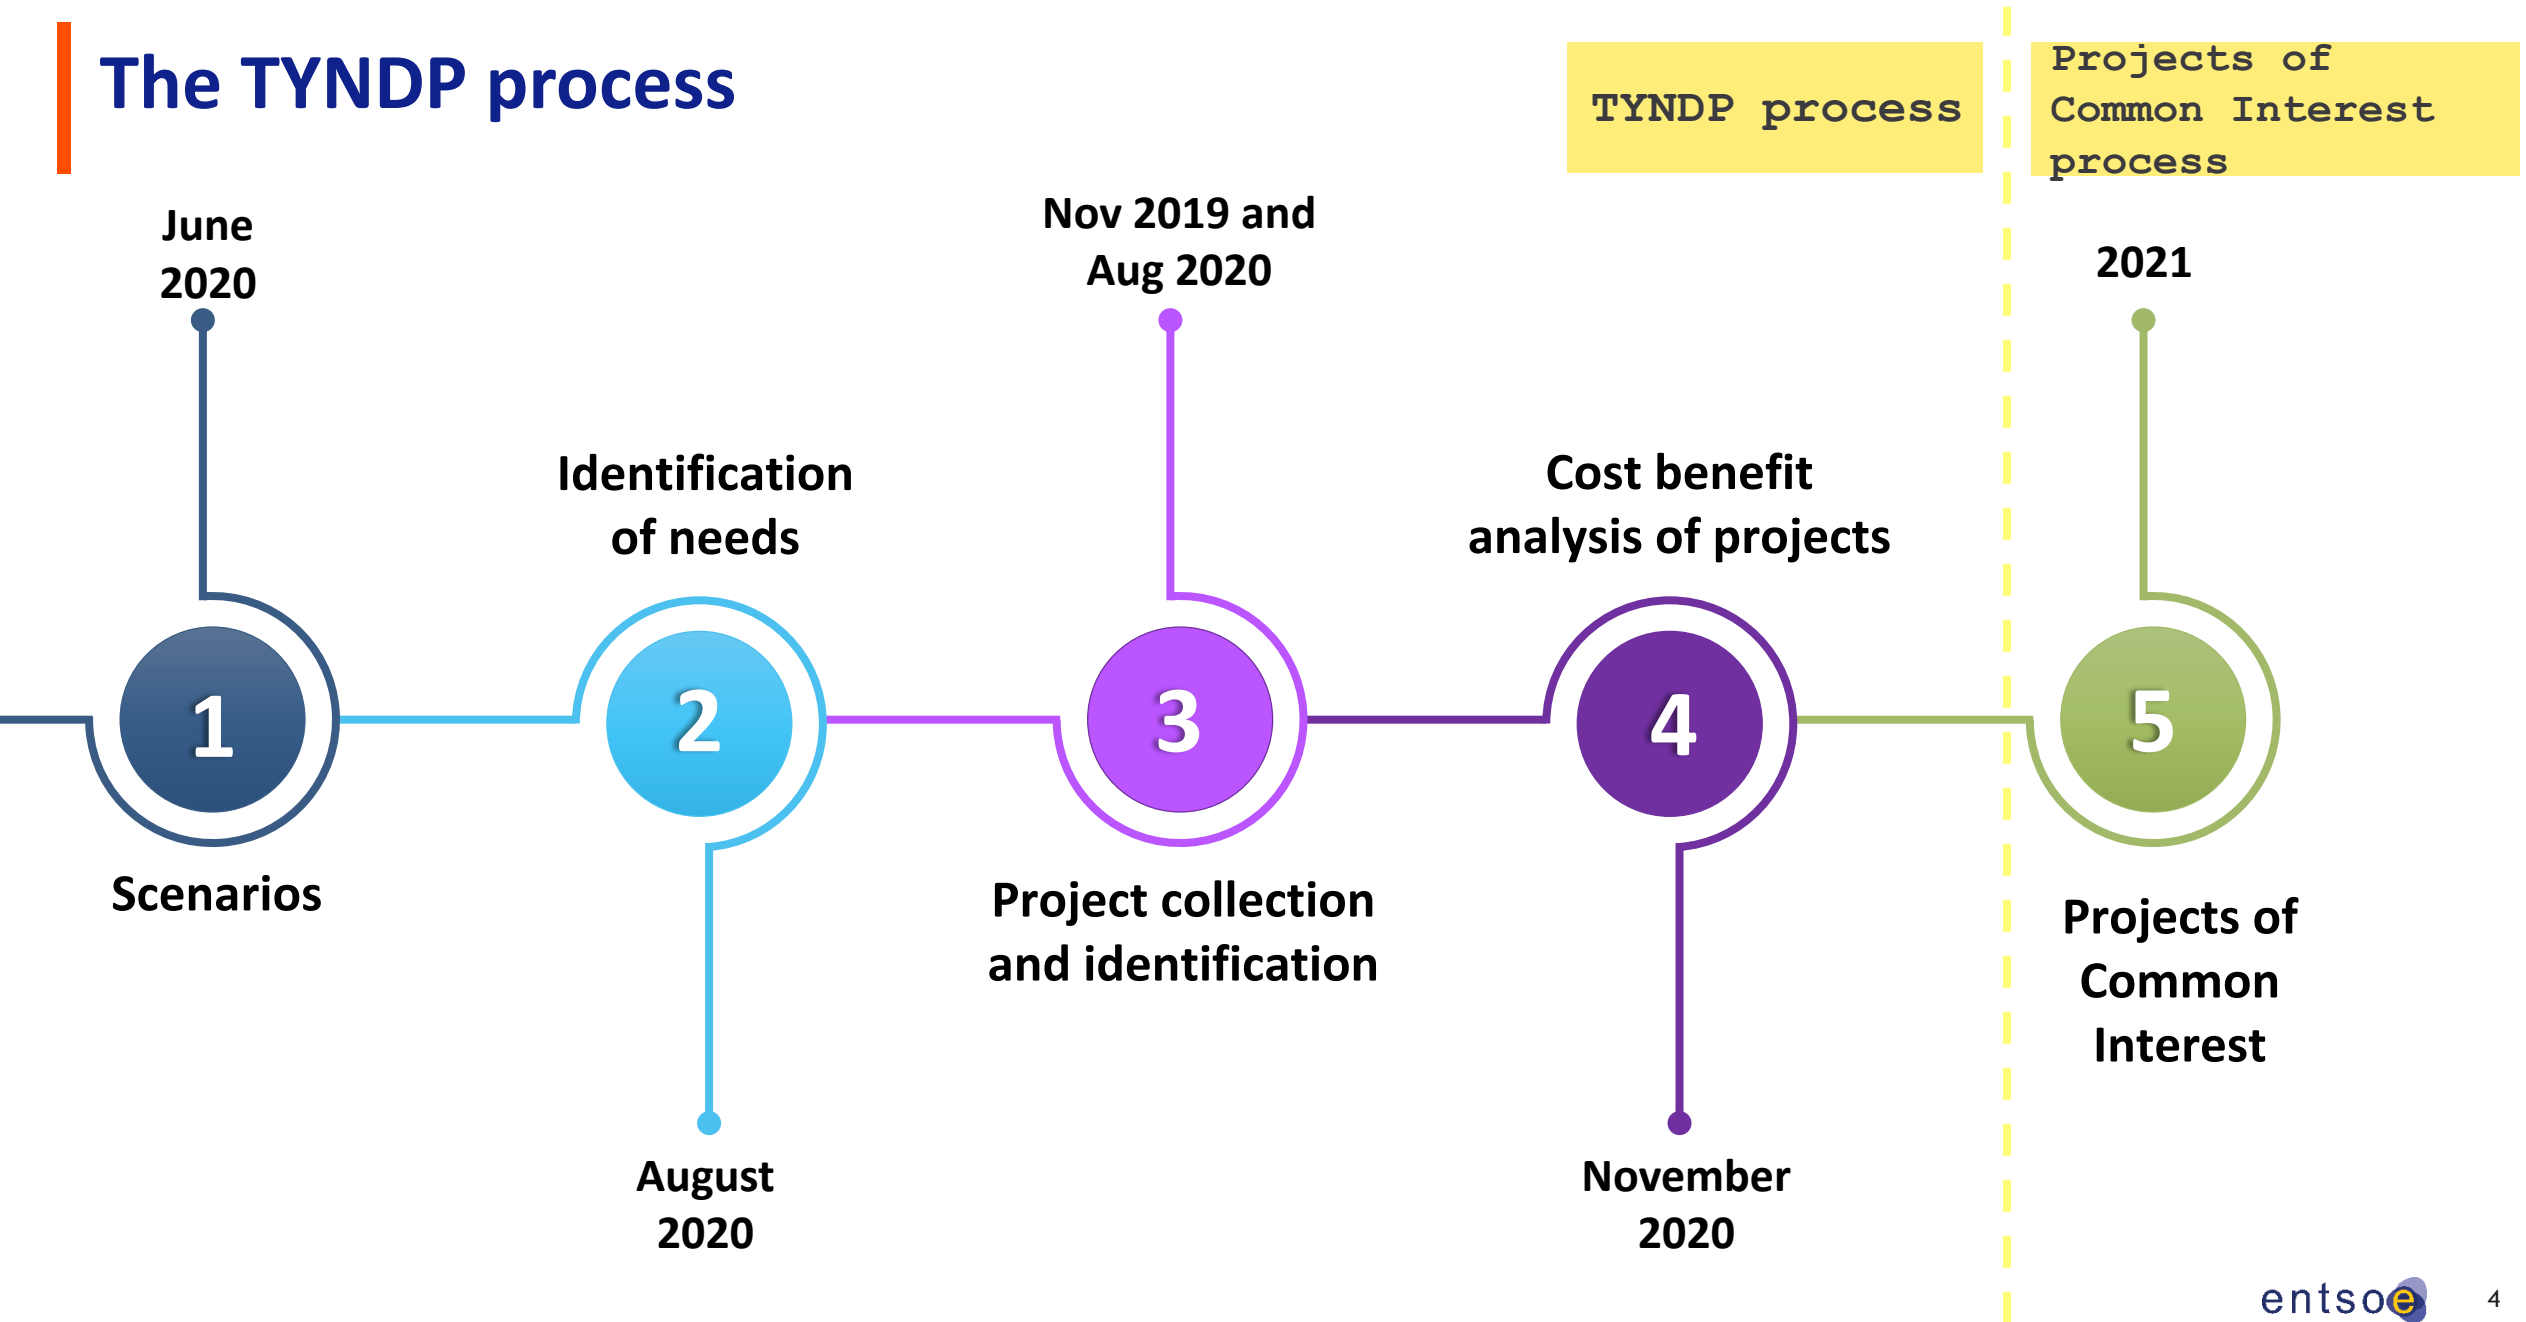 The TYNDP process
TYNDP process
Projects of
Common Interest
process
June
2020
Nov 2019 and
Aug 2020
2021
Identification
of needs
Cost benefit
analysis of projects
1
2
3
4
5
Scenarios
Project collection
and identification
Projects of
Common
Interest
August
2020
November
2020
entsoe
4